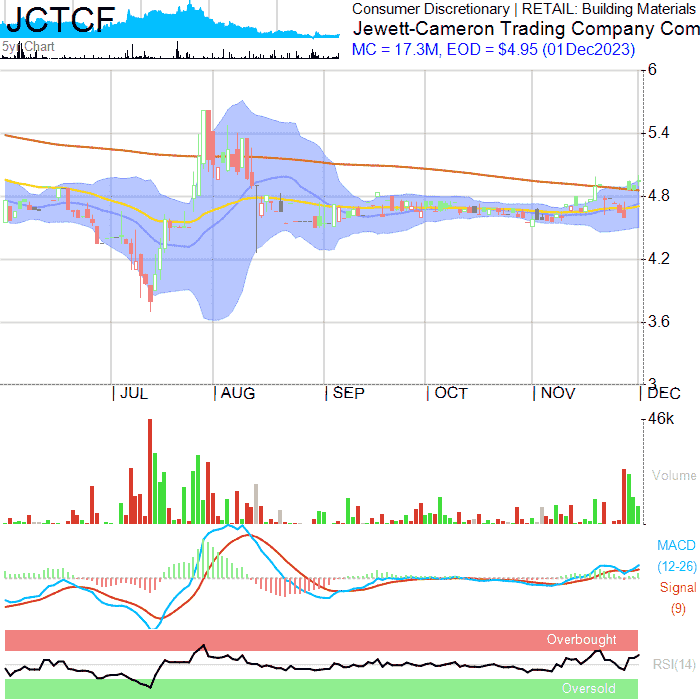 JCTCF
5yr Chart
Consumer Discretionary | RETAIL: Building Materials
Jewett-Cameron Trading Company Com
MC = 17.3M, EOD = $4.95 (01Dec2023)
6
5.4
4.8
4.2
3.6
3
JUL AUG SEP OCT NOV DEC
46k
Volume
MACD
(12-26)
Signal
(9)
Overbought
RSI(14)
Oversold